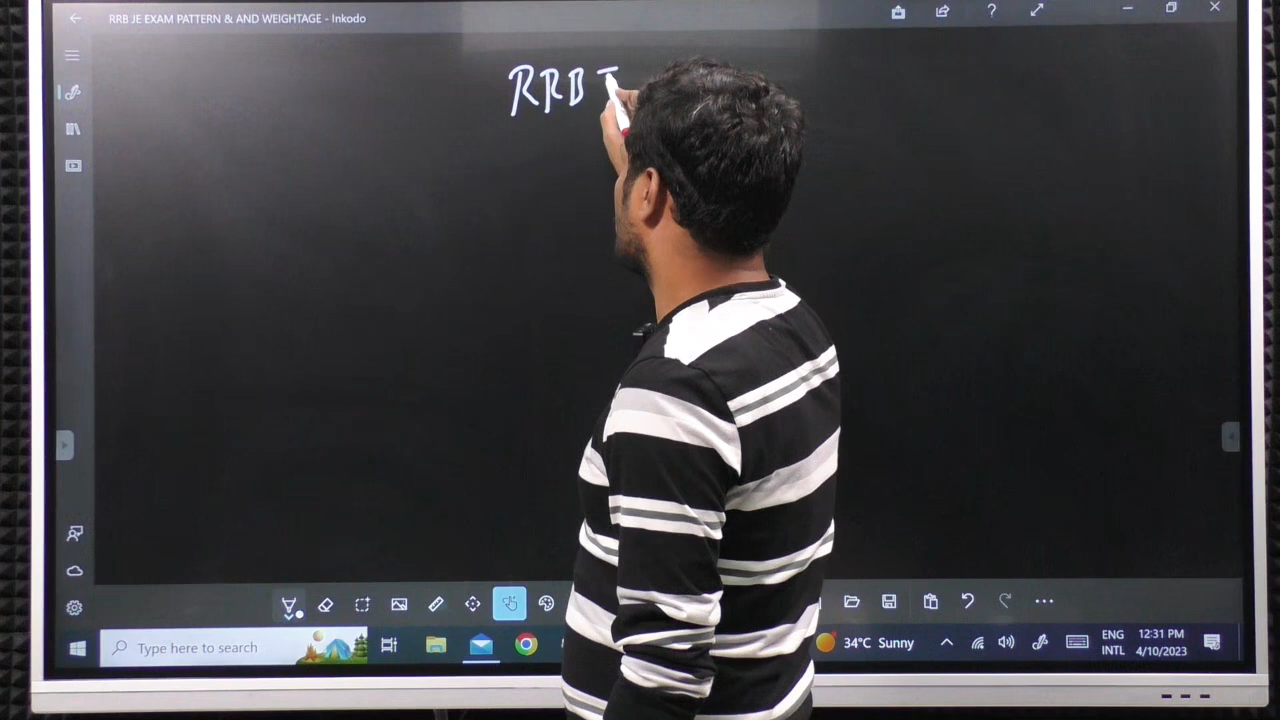 RRB JE EXAM PATTERN & AND WEIGHTAGE - Inkodo
RRB
Type here to search
34°C Sunny
ENG
INTL
12:31 PM
4/10/2023